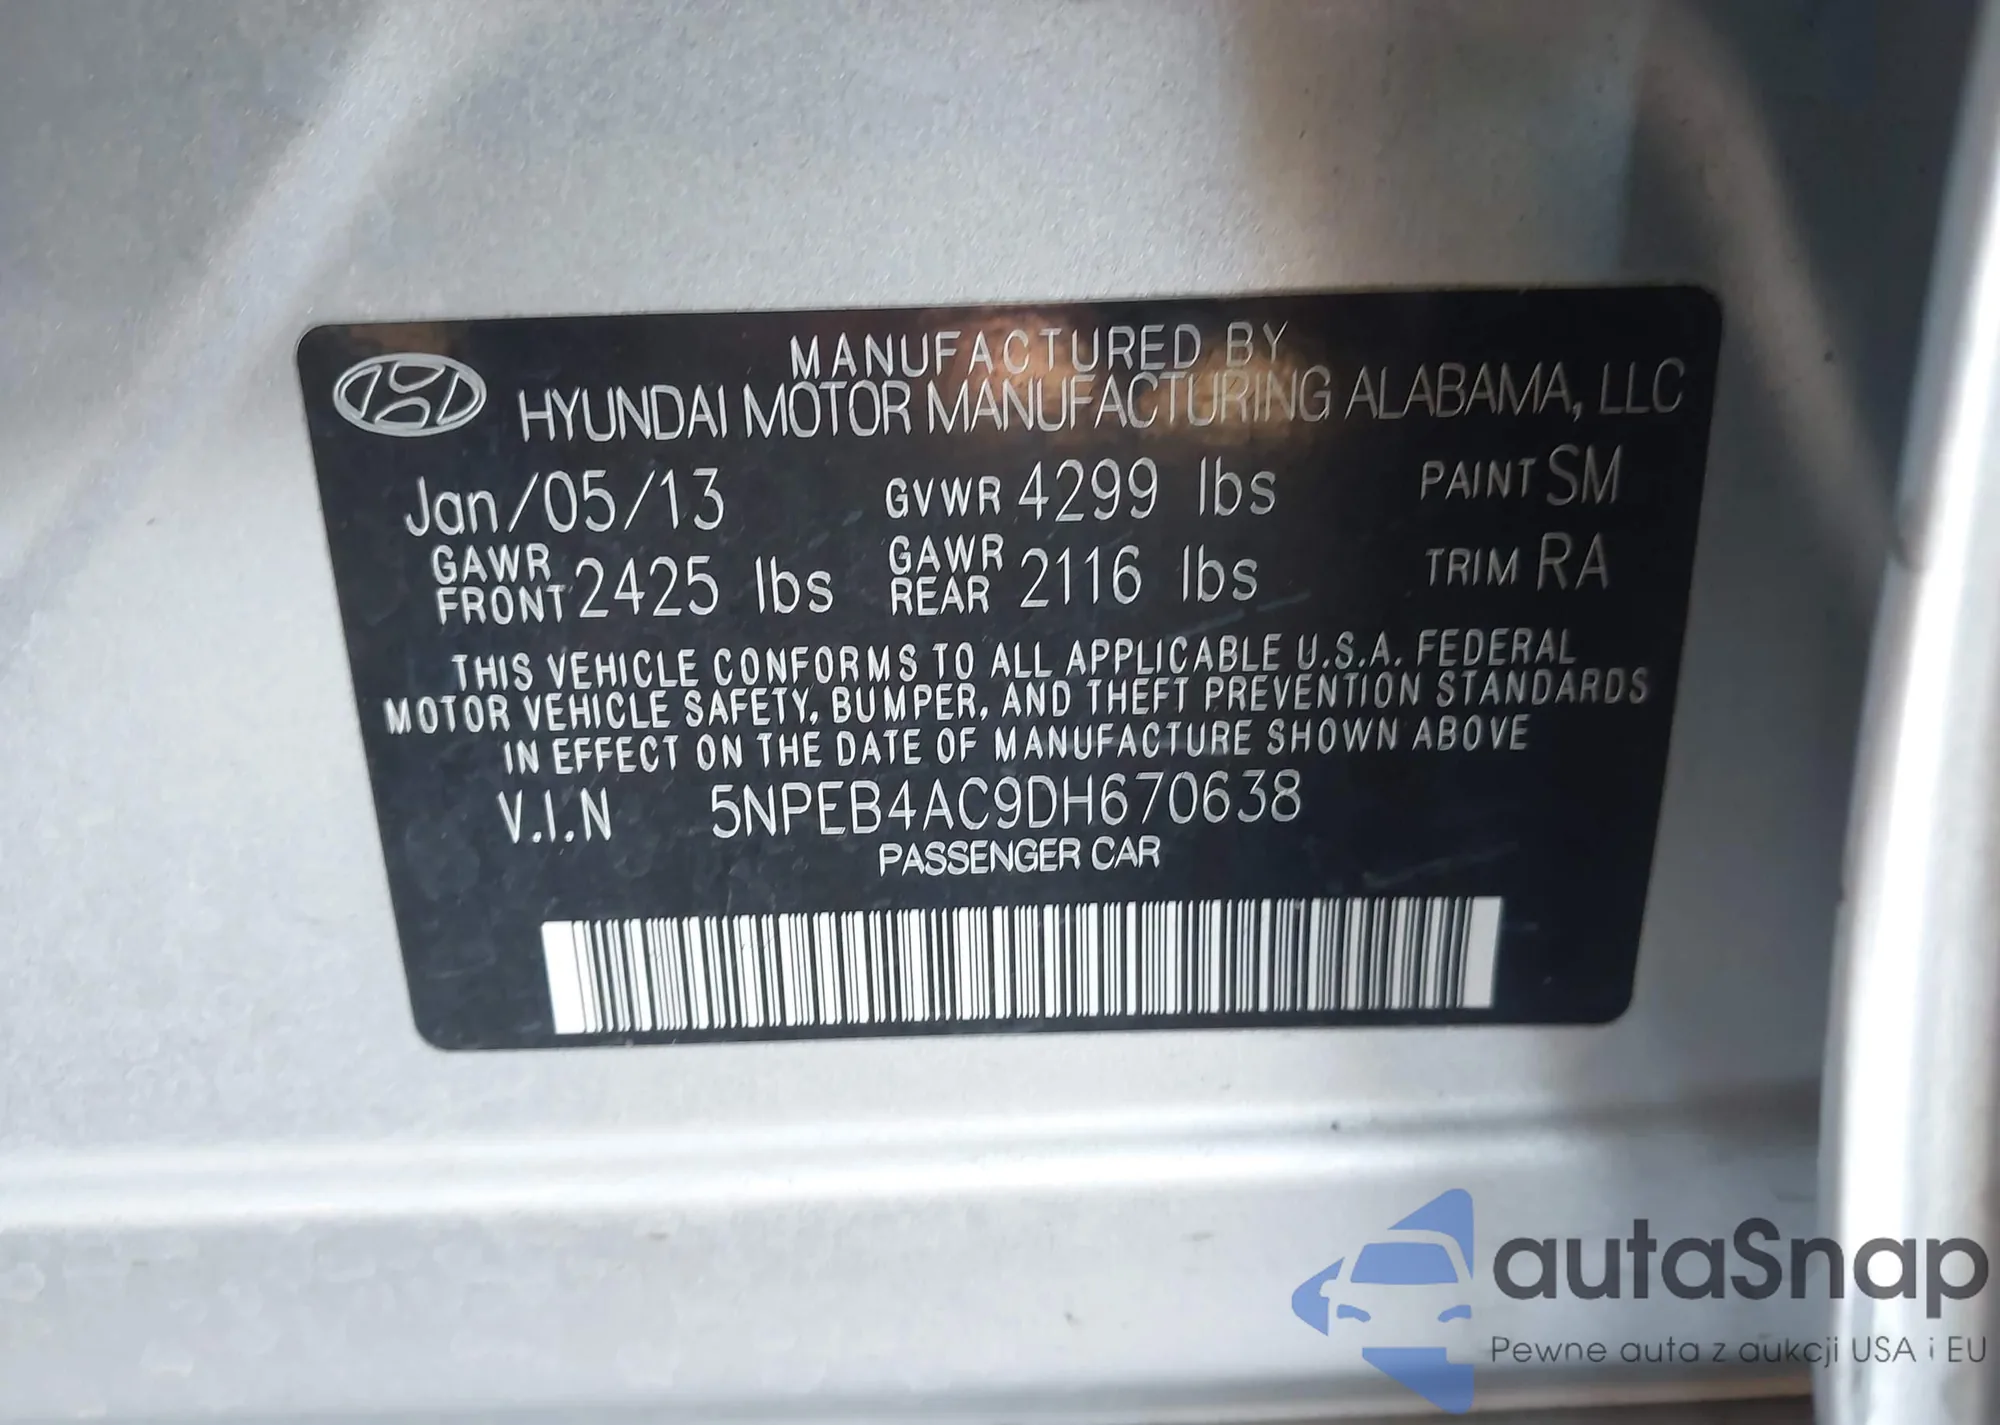 MANUFACTURED BY
HYUNDAI MOTOR MANUFACTURING ALABAMA, LLC
Jan/05/13 GVWR 4299 lbs PAINT SM
GAWR FRONT 2425 lbs GAWR REAR 2116 lbs TRIM RA
THIS VEHICLE CONFORMS TO ALL APPLICABLE U.S.A. FEDERAL
MOTOR VEHICLE SAFETY, BUMPER, AND THEFT PREVENTION STANDARDS
IN EFFECT ON THE DATE OF MANUFACTURE SHOWN ABOVE
V.I.N 5NPEB4AC9DH670638
PASSENGER CAR
autaSnap
Pewne auta z aukcji USA i EU